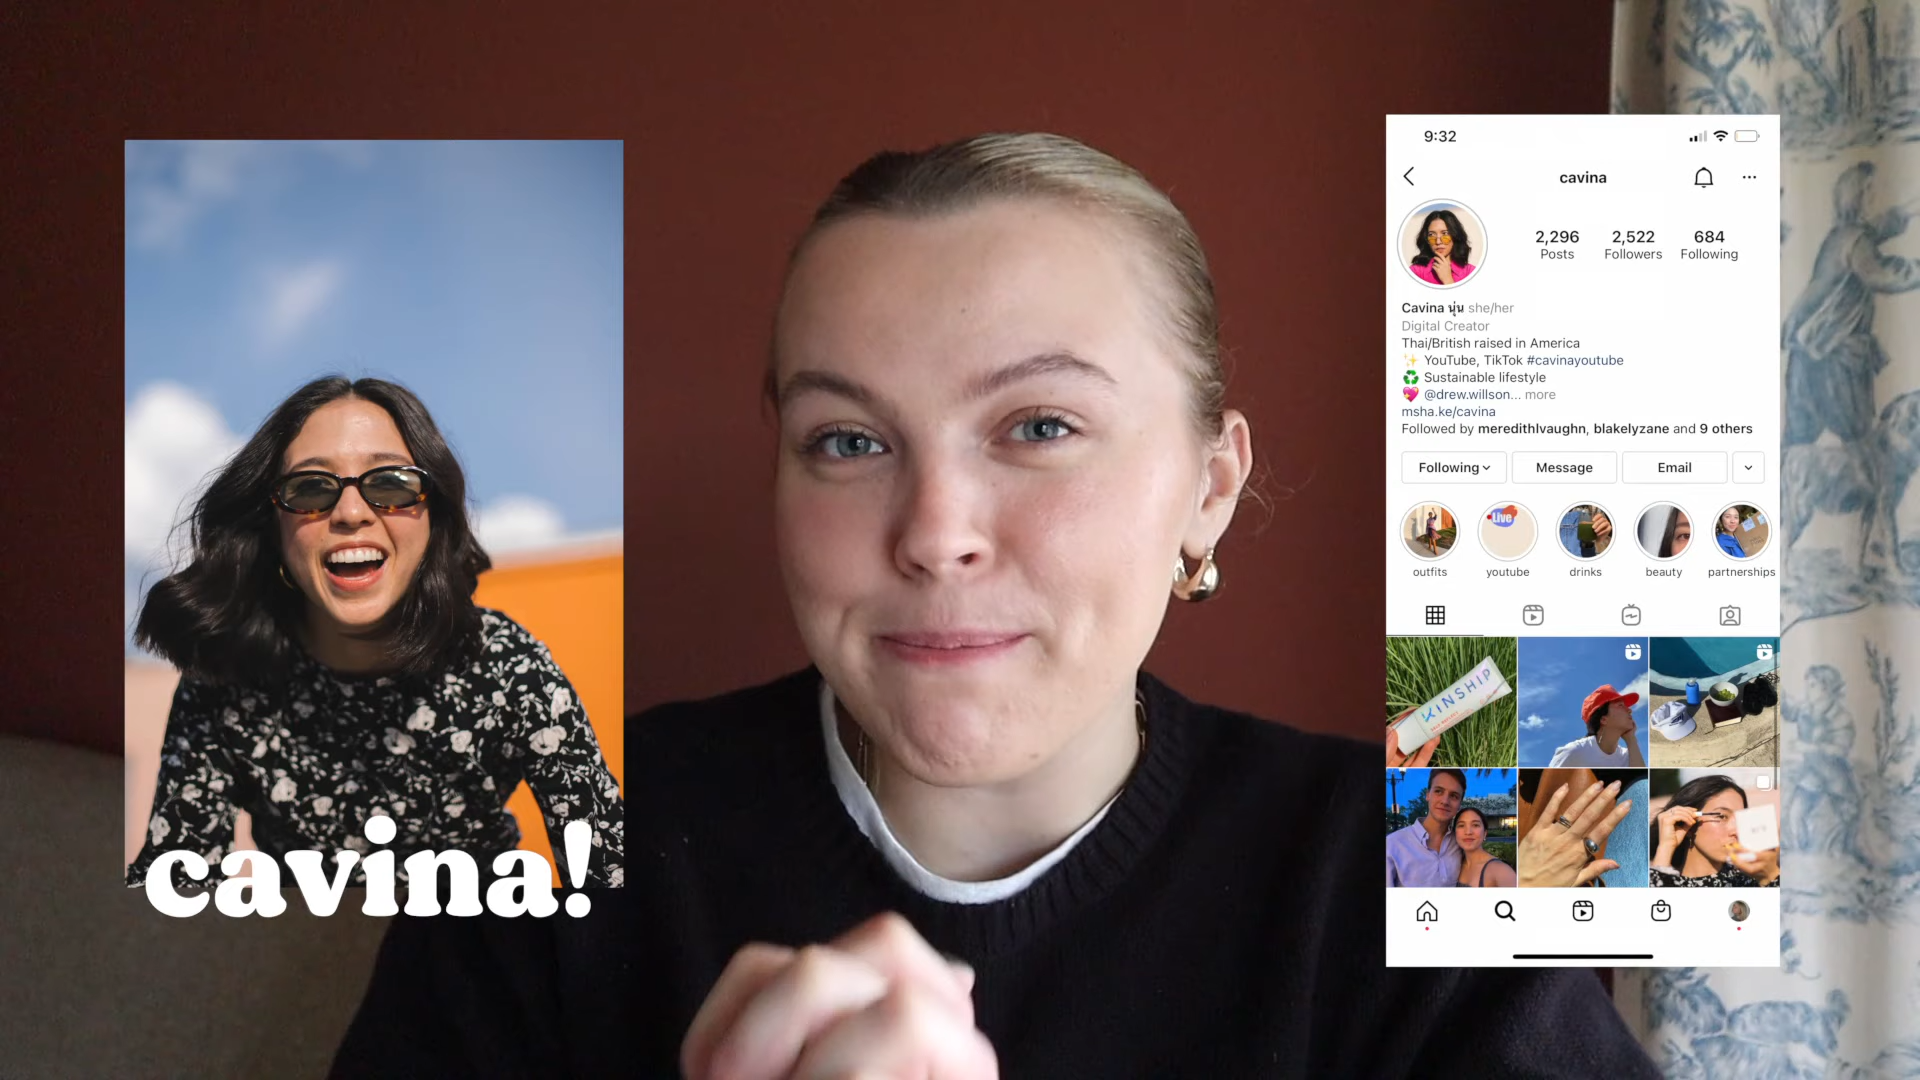 cavina!
9:32
cavina
2,296 2,522 684
Posts Followers Following
Cavina นุ่น she/her
Digital Creator
Thai/British raised in America
✨ YouTube, TikTok #cavinayoutube
♻️ Sustainable lifestyle
💖 @drew.willson... more
msha.ke/cavina
Followed by meredithlvaughn, blakelyzane and 9 others
Following Message Email
Live
outfits youtube drinks beauty partnerships
KINSHIP